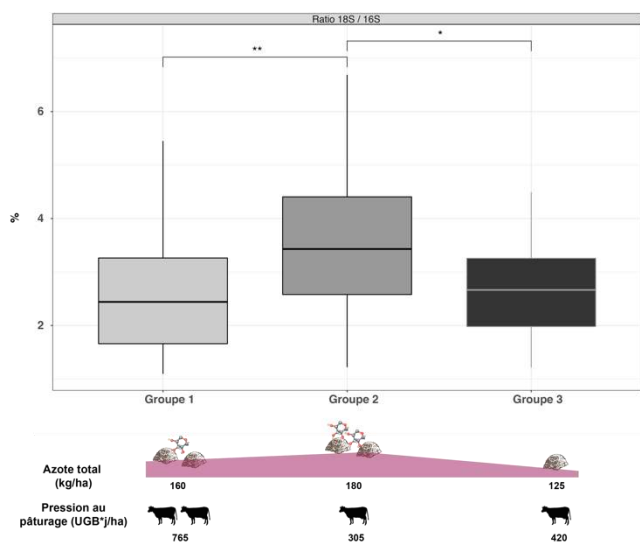 Ratio 18S / 16S
**
*
%
6
4
2
Groupe 1 Groupe 2 Groupe 3
Azote total
(kg/ha)
160 180 125
Pression au
pâturage (UGB*j/ha)
765 305 420